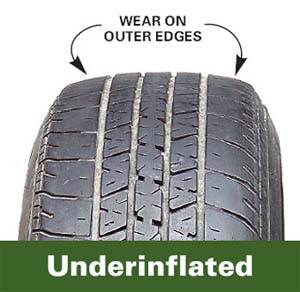 WEAR ON
OUTER EDGES
Underinflated